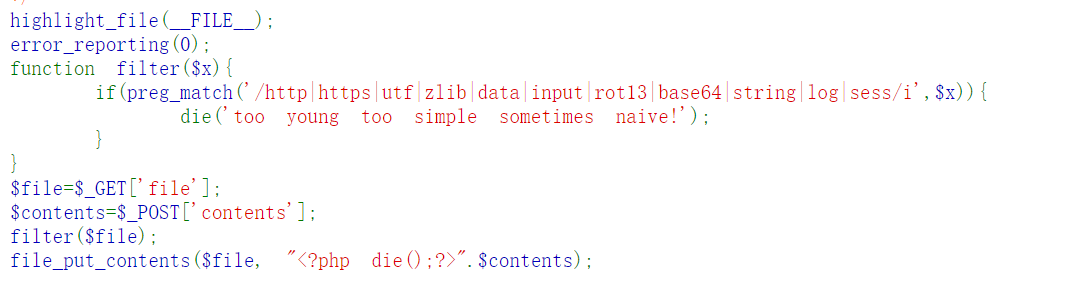 */
highlight_file(__FILE__);
error_reporting(0);
function filter($x){
if(preg_match('/http|https|utf|zlib|data|input|rot13|base64|string|log|sess/i',$x)){
die('too young too simple sometimes naive!');
}
}
$file=$_GET['file'];
$contents=$_POST['contents'];
filter($file);
file_put_contents($file, "<?php die();?>".$contents);